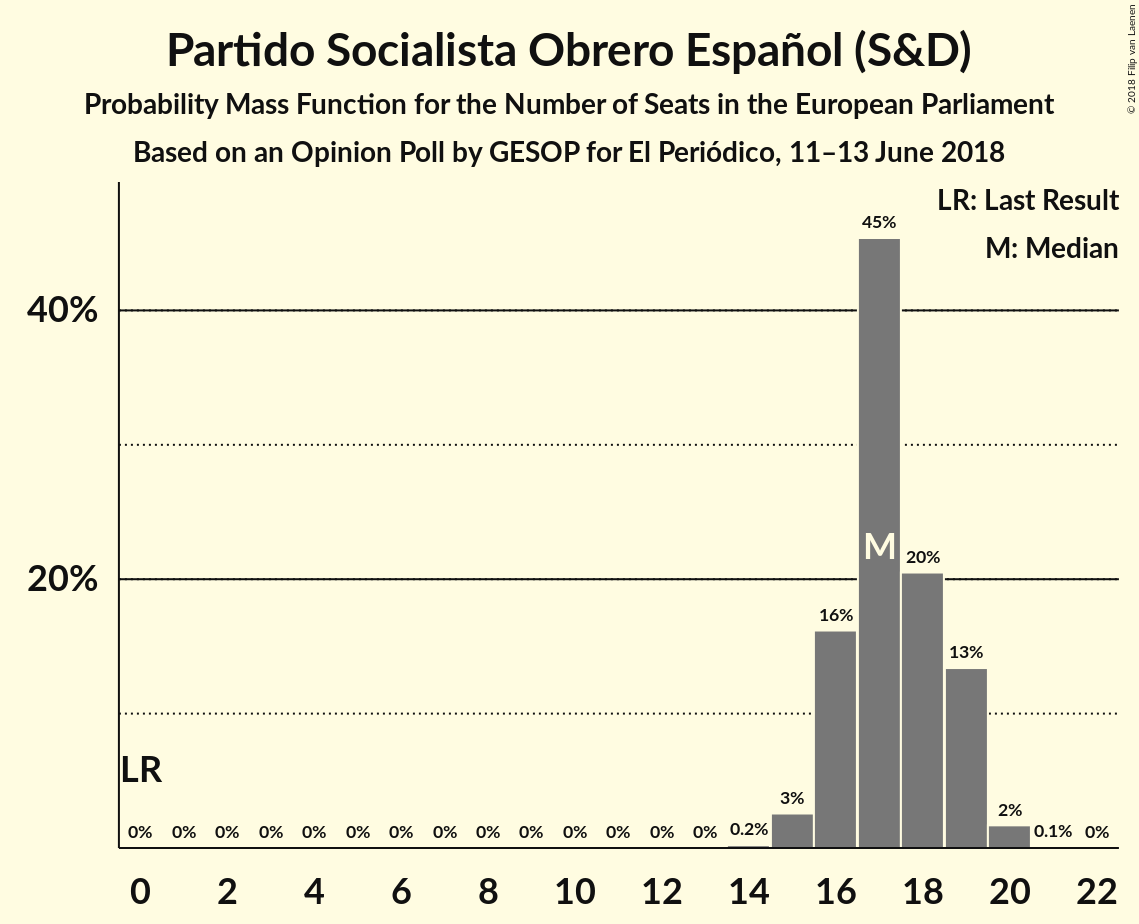 Partido Socialista Obrero Español (S&D)
Probability Mass Function for the Number of Seats in the European Parliament
Based on an Opinion Poll by GESOP for El Periódico, 11–13 June 2018
© 2018 Filip van Laenen
LR: Last Result
M: Median
45%
40%
M
20%
20%
16%
13%
LR
3%
2%
0% 0% 0% 0% 0% 0% 0% 0% 0% 0% 0% 0% 0% 0% 0.2% 0.1% 0%
0 2 4 6 8 10 12 14 16 18 20 22